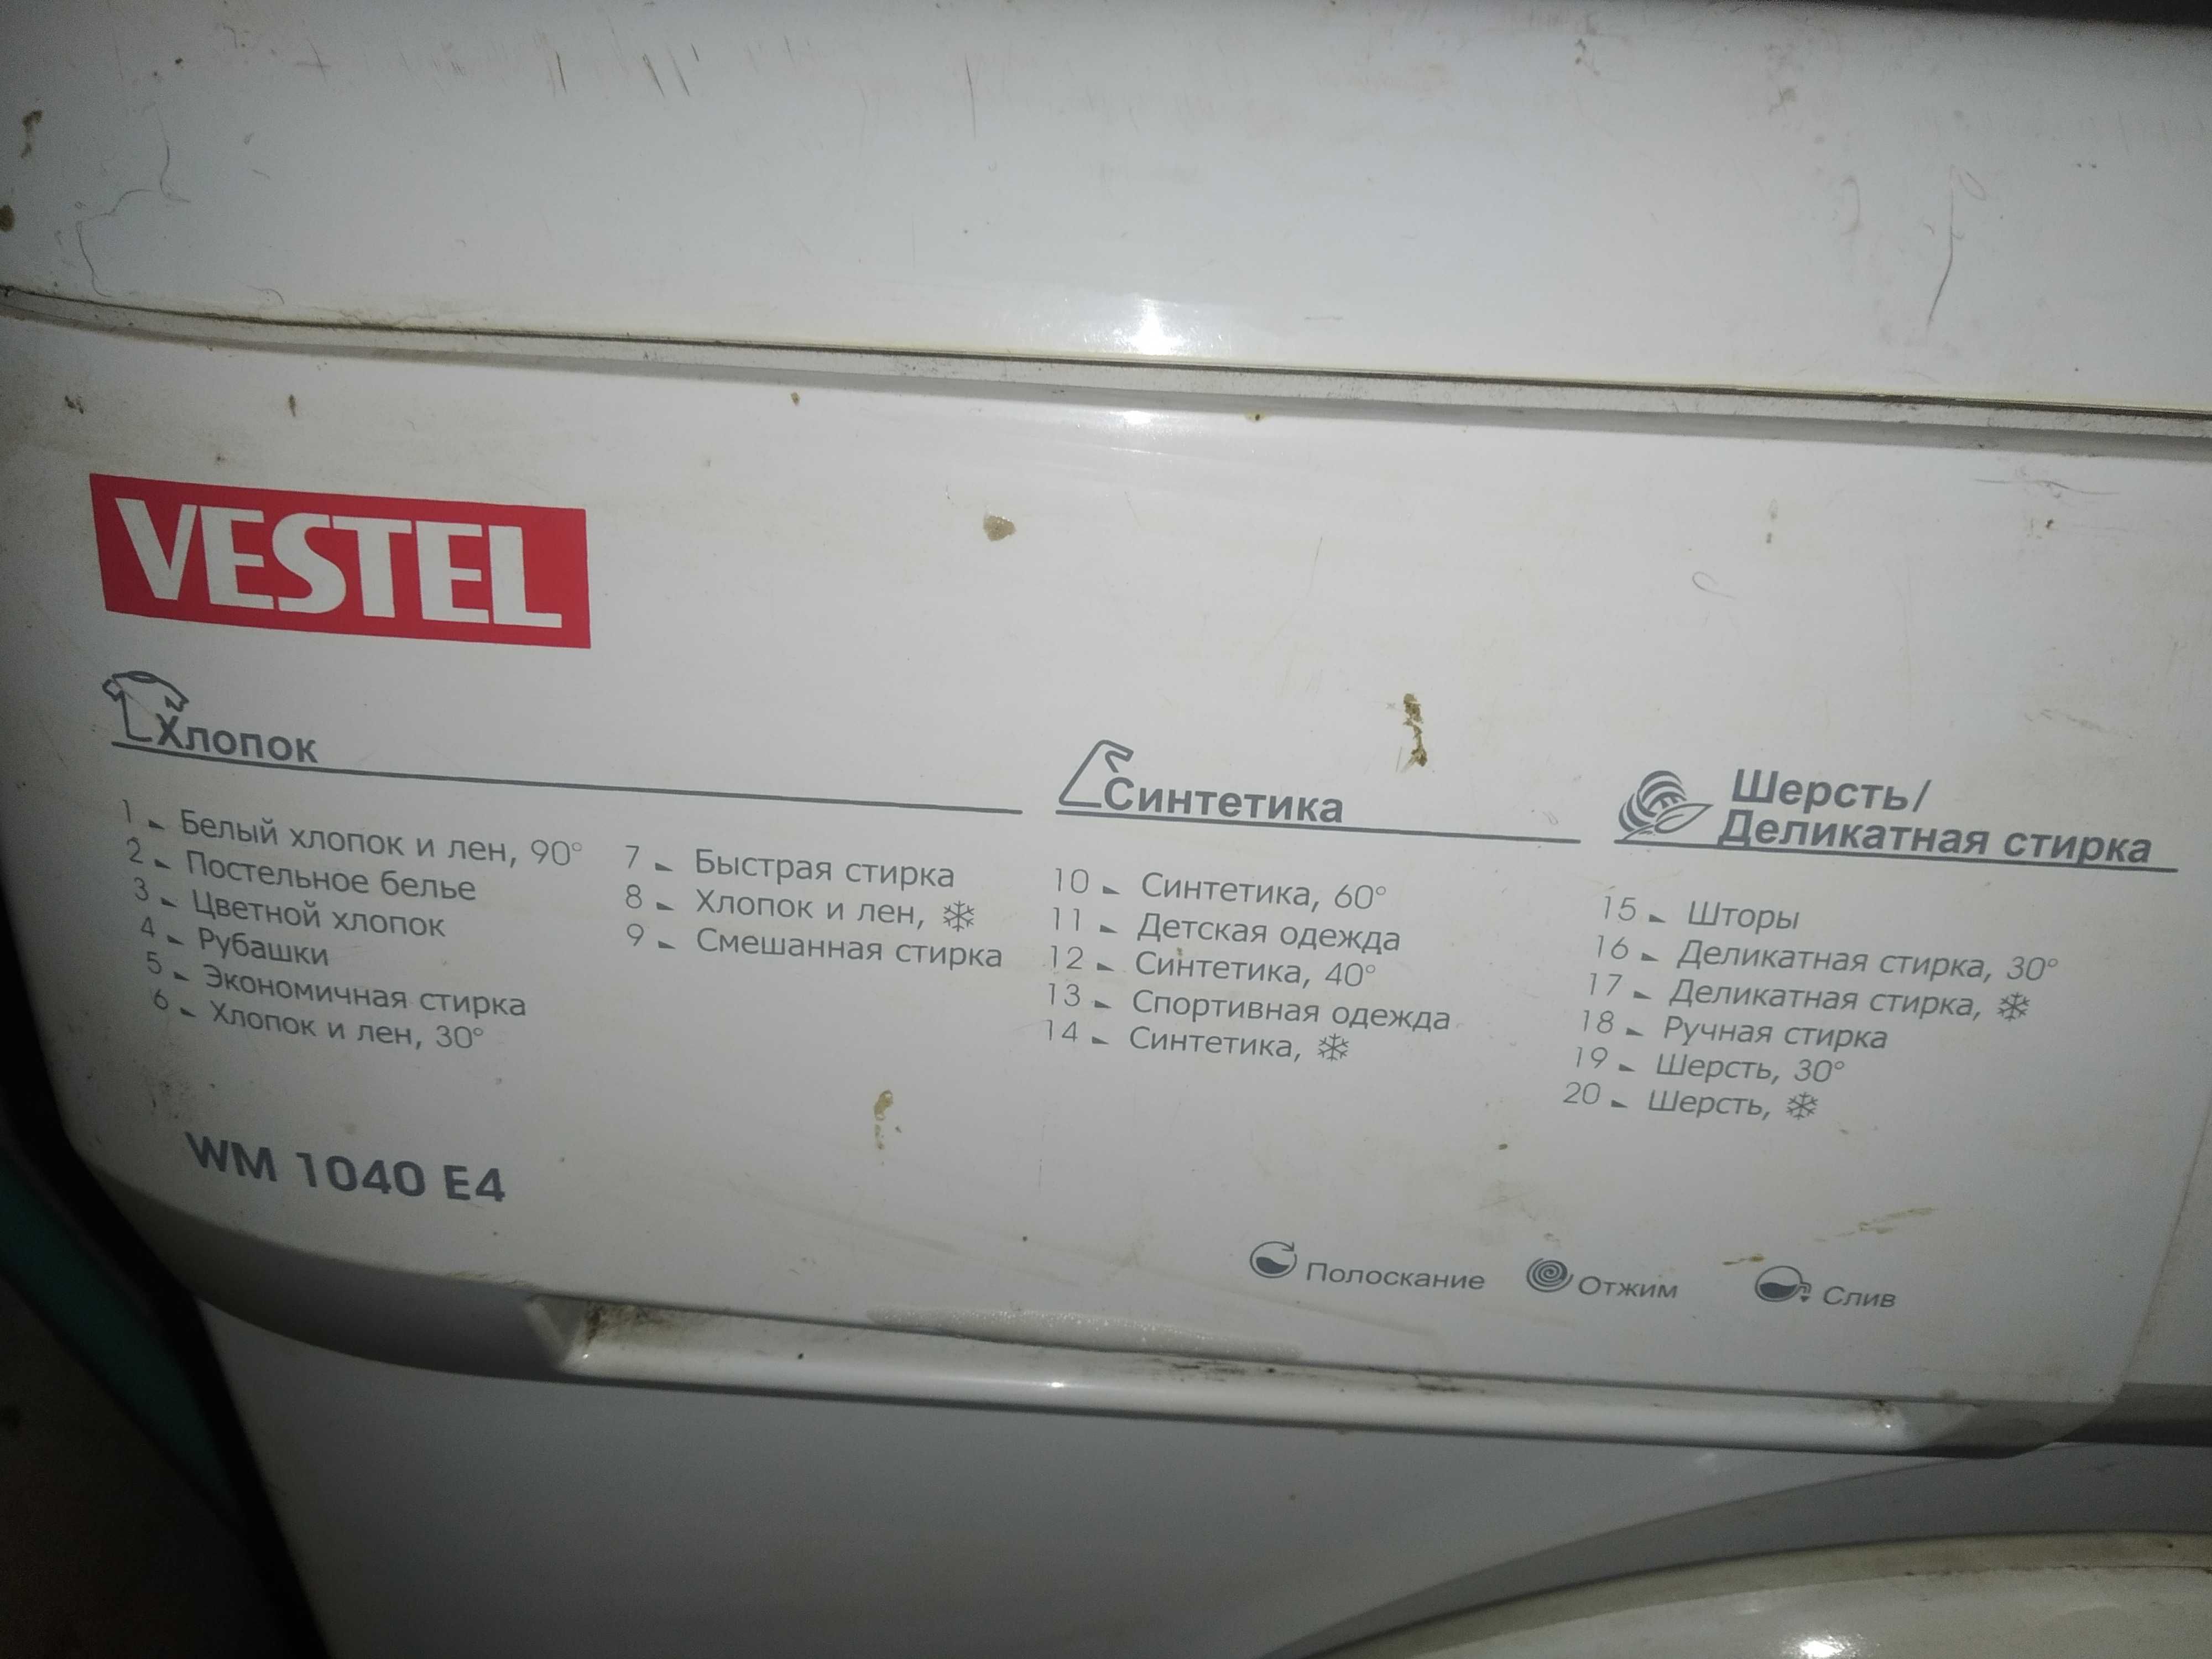 VESTEL
Хлопок
1 Белый хлопок и лен, 90°
2 Постельное белье
3 Цветной хлопок
4 Рубашки
5 Экономичная стирка
6 Хлопок и лен, 30°
7 Быстрая стирка
8 Хлопок и лен, ❄
9 Смешанная стирка
Синтетика
10 Синтетика, 60°
11 Детская одежда
12 Синтетика, 40°
13 Спортивная одежда
14 Синтетика, ❄
Шерсть/
Деликатная стирка
15 Шторы
16 Деликатная стирка, 30°
17 Деликатная стирка, ❄
18 Ручная стирка
19 Шерсть, 30°
20 Шерсть, ❄
WM 1040 E4
Полоскание Отжим Слив